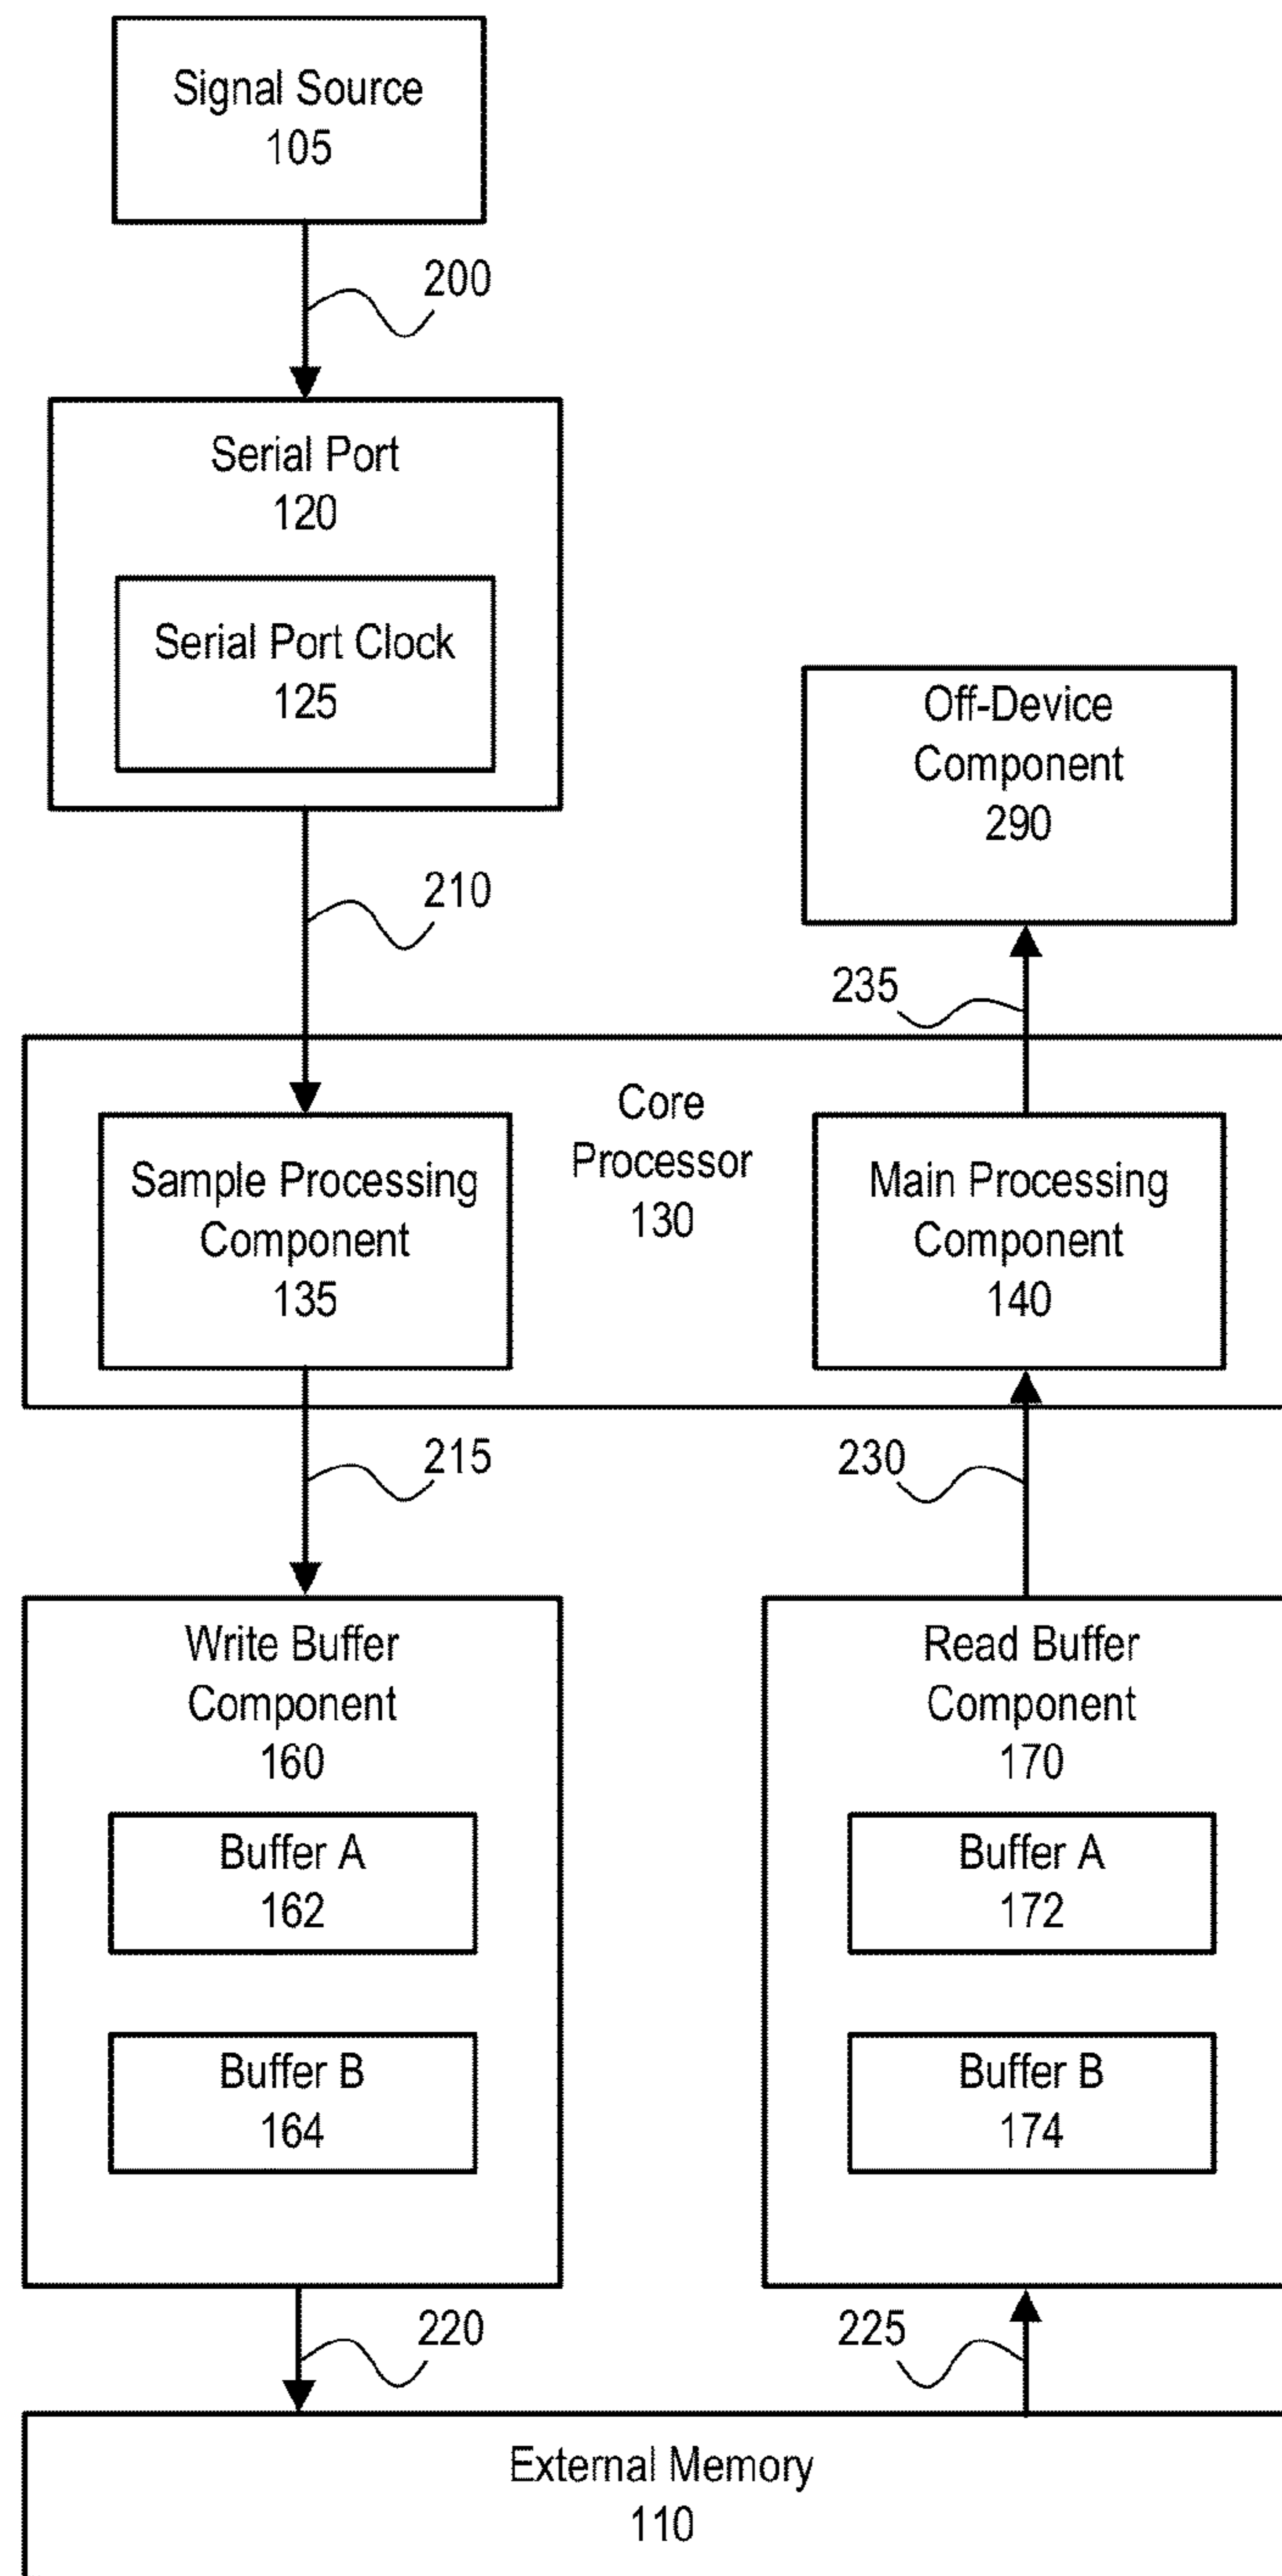 Signal Source
105
200
Serial Port
120
Serial Port Clock
125
Off-Device
Component
290
210
235
Core
Processor
130
Sample Processing
Component
135
Main Processing
Component
140
215
230
Write Buffer
Component
160
Buffer A
162
Buffer B
164
Read Buffer
Component
170
Buffer A
172
Buffer B
174
220
225
External Memory
110